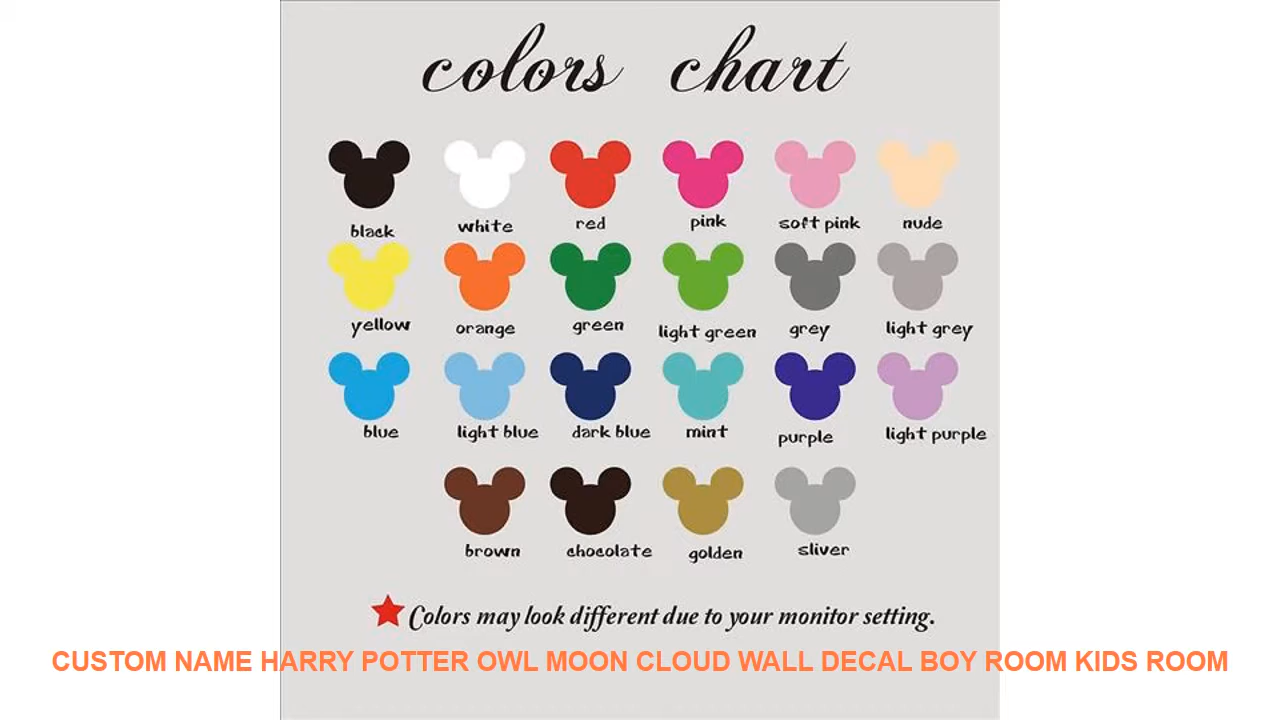 colors chart
black white red pink soft pink nude
yellow orange green light green grey light grey
blue light blue dark blue mint purple light purple
brown chocolate golden sliver
Colors may look different due to your monitor setting.
CUSTOM NAME HARRY POTTER OWL MOON CLOUD WALL DECAL BOY ROOM KIDS ROOM